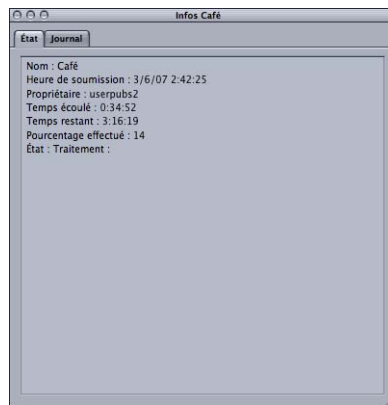 Infos Café
État Journal
Nom : Café
Heure de soumission : 3/6/07 2:42:25
Propriétaire : userpubs2
Temps écoulé : 0:34:52
Temps restant : 3:16:19
Pourcentage effectué : 14
État : Traitement :